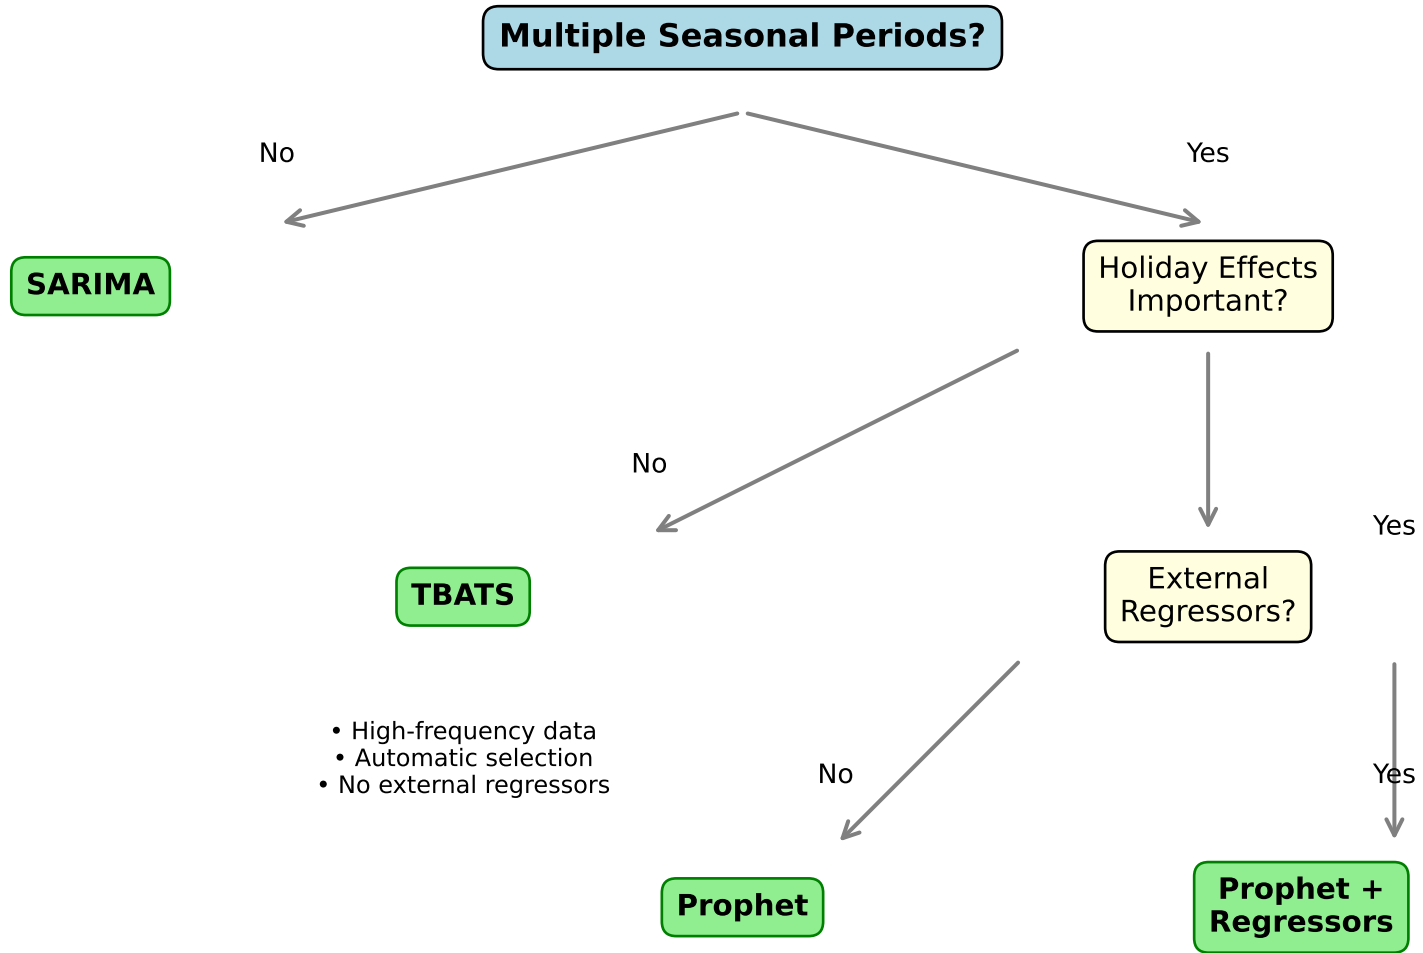 Multiple Seasonal Periods?
No
Yes
SARIMA
Holiday Effects
Important?
No
Yes
TBATS
External
Regressors?
• High-frequency data
• Automatic selection
• No external regressors
No
Yes
Prophet
Prophet +
Regressors